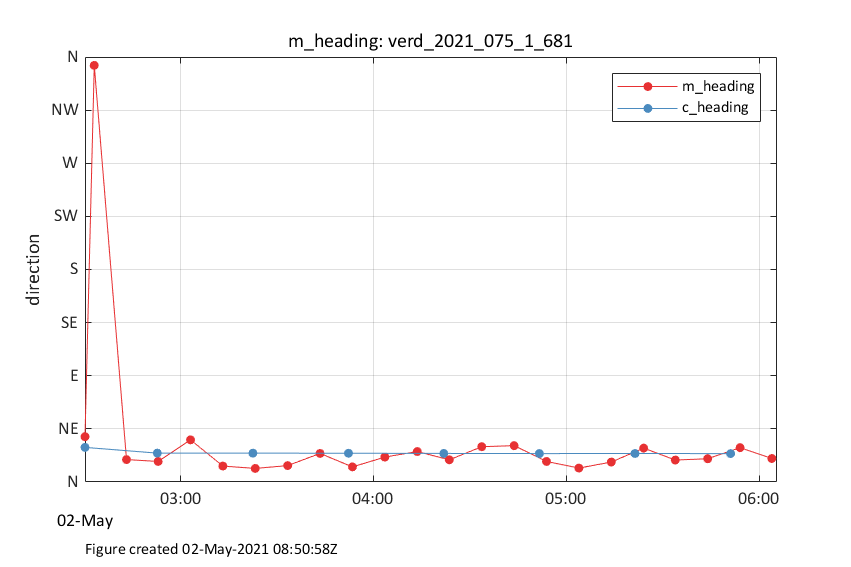 m_heading: verd_2021_075_1_681
N
NW
W
SW
S
SE
E
NE
N
direction
m_heading
c_heading
03:00
04:00
05:00
06:00
02-May
Figure created 02-May-2021 08:50:58Z